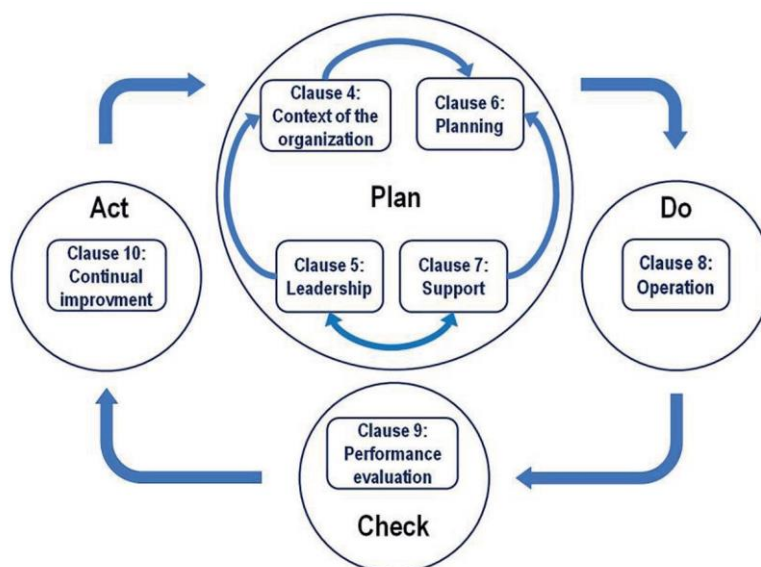 Clause 4:
Context of the
organization
Clause 6:
Planning
Plan
Clause 5:
Leadership
Clause 7:
Support
Act
Clause 10:
Continual
improvment
Do
Clause 8:
Operation
Clause 9:
Performance
evaluation
Check